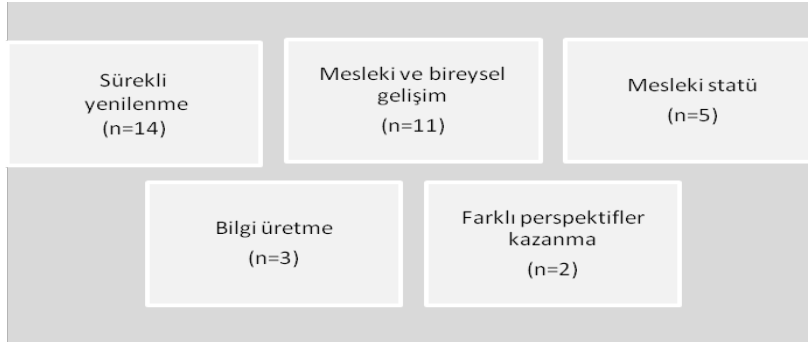 Sürekli
yenilenme
(n=14)
Mesleki ve bireysel
gelişim
(n=11)
Mesleki statü
(n=5)
Bilgi üretme
(n=3)
Farklı perspektifler
kazanma
(n=2)